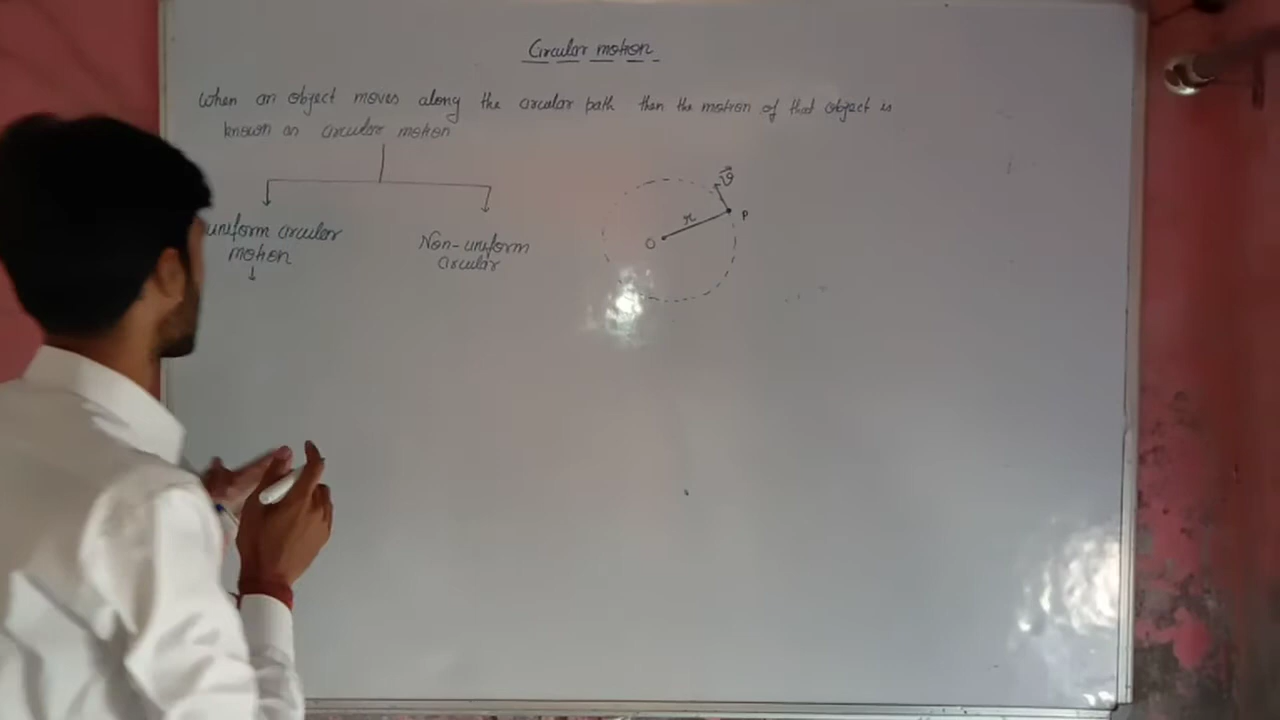 Circular motion
When an object moves along the circular path then the motion of that object is
known as circular motion
uniform circular
motion
Non-uniform
circular
v
r
P
O